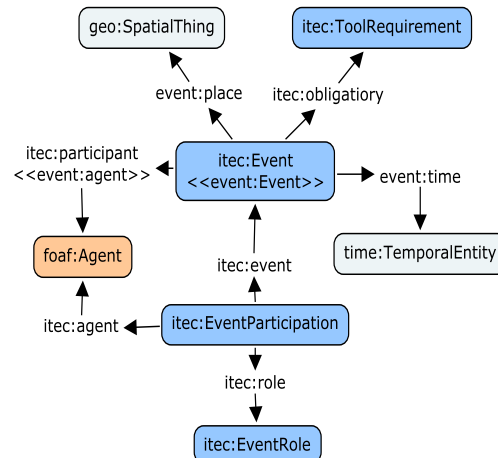 geo:SpatialThing
itec:ToolRequirement
event:place
itec:obligatiory
itec:participant
<<event:agent>>
itec:Event
<<event:Event>>
event:time
foaf:Agent
time:TemporalEntity
itec:event
itec:agent
itec:EventParticipation
itec:role
itec:EventRole